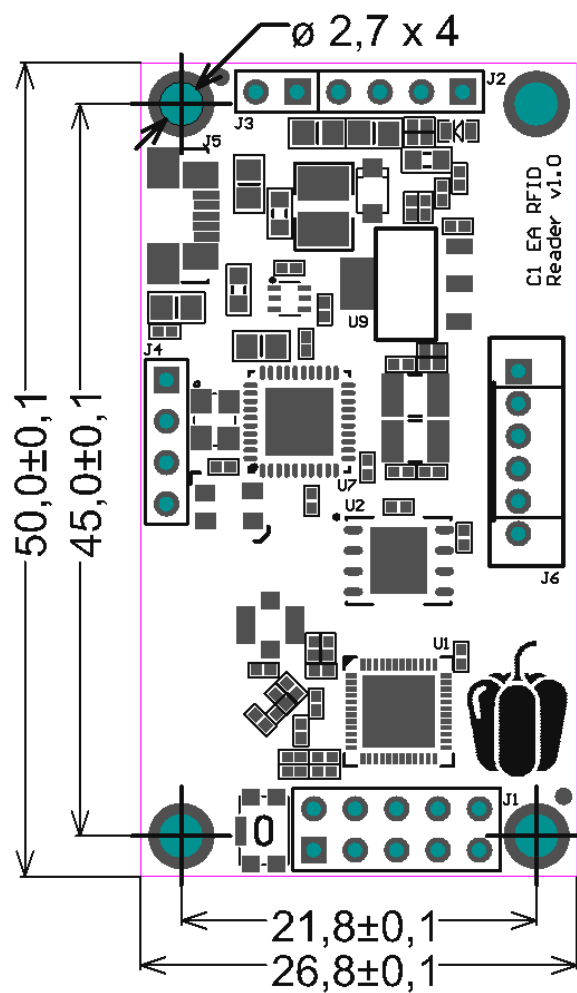 ø 2,7 x 4
J2
J3
J5
C1 EA RFID
Reader v1.0
U9
J4
50,0±0,1
45,0±0,1
U7
U2
J6
U1
J1
0
21,8±0,1
26,8±0,1